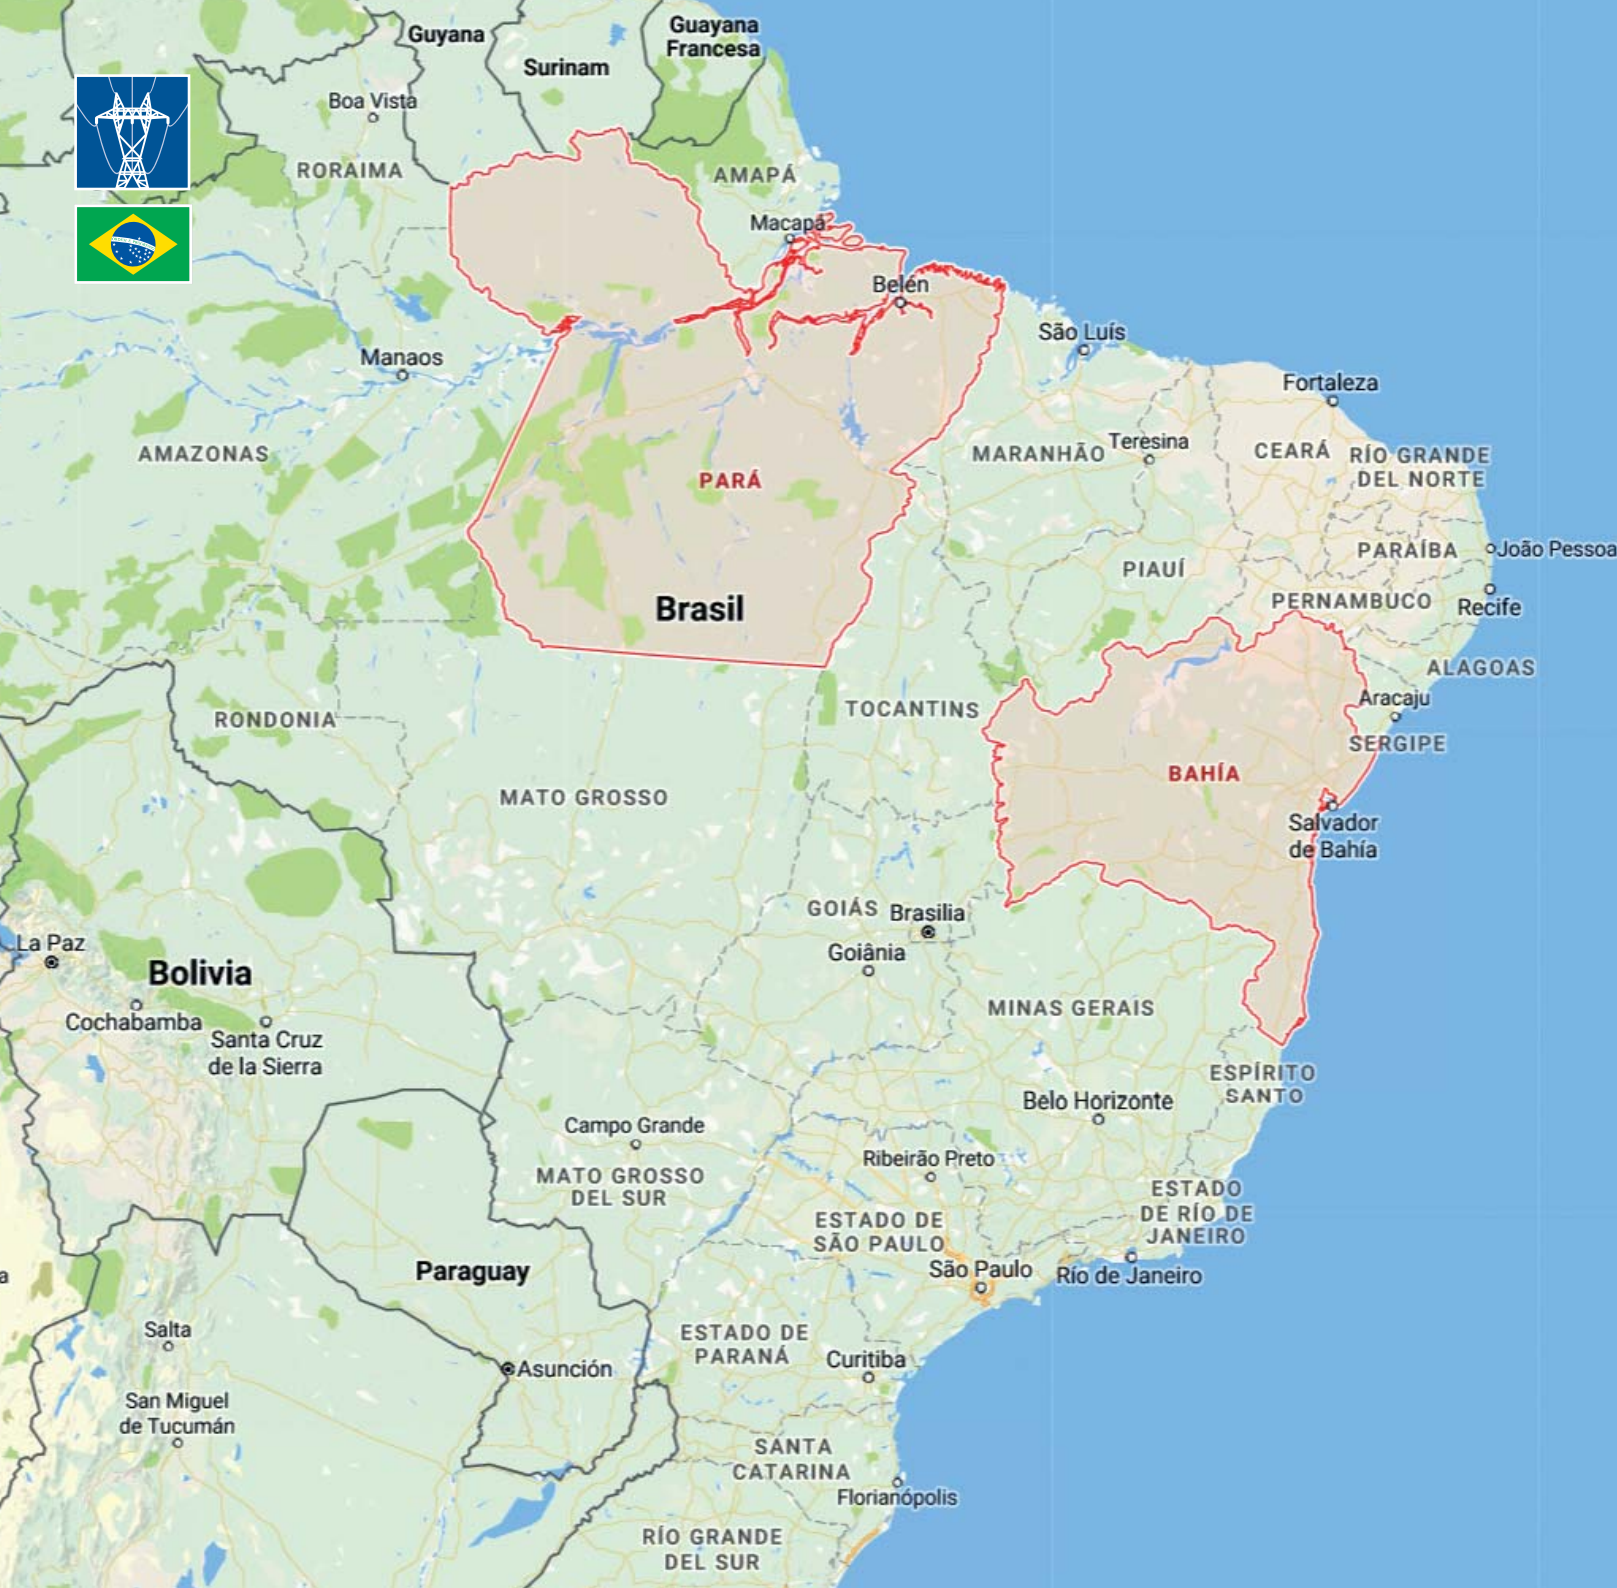 Guyana
Surinam
Guayana
Francesa
Boa Vista
RORAIMA
AMAPÁ
Macapá
Belén
São Luís
Manaos
Fortaleza
AMAZONAS
MARANHÃO
Teresina
CEARÁ
RÍO GRANDE
DEL NORTE
PARÁ
PARAÍBA
João Pessoa
PIAUÍ
Brasil
PERNAMBUCO
Recife
ALAGOAS
RONDONIA
TOCANTINS
Aracaju
SERGIPE
BAHÍA
MATO GROSSO
Salvador
de Bahía
GOIÁS
Brasilia
Goiânia
La Paz
Bolivia
Cochabamba
Santa Cruz
de la Sierra
MINAS GERAIS
ESPÍRITO
SANTO
Belo Horizonte
Campo Grande
Ribeirão Preto
MATO GROSSO
DEL SUR
ESTADO
DE RÍO DE
JANEIRO
ESTADO DE
SÃO PAULO
São Paulo
Río de Janeiro
Paraguay
a
Salta
ESTADO DE
PARANÁ
Curitiba
Asunción
San Miguel
de Tucumán
SANTA
CATARINA
Florianópolis
RÍO GRANDE
DEL SUR